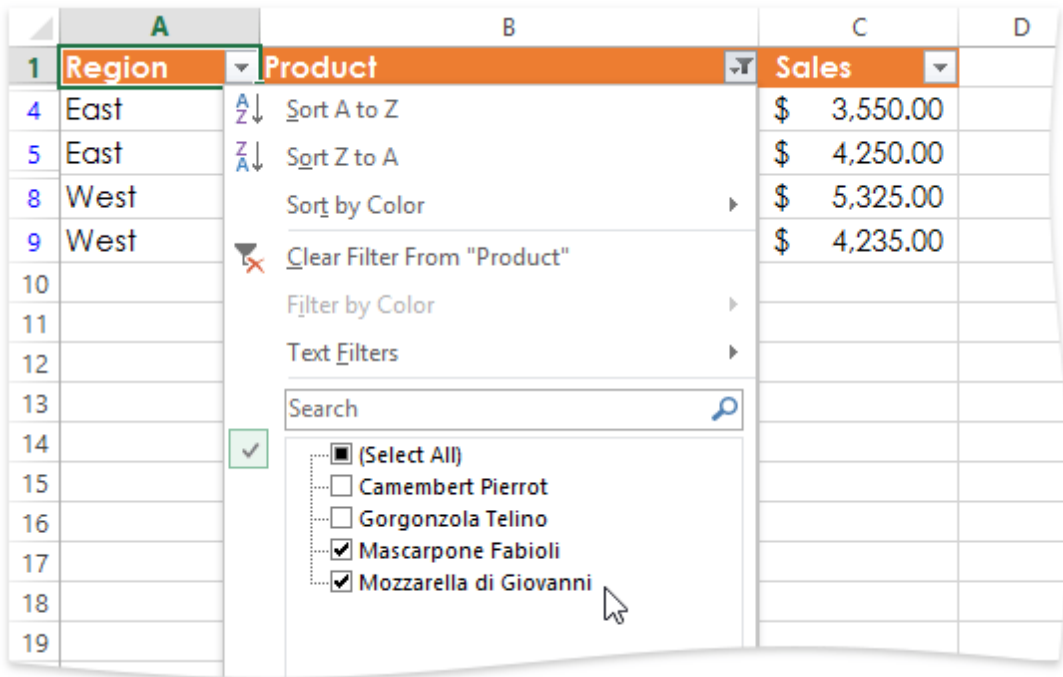 A B C D
1 Region Product Sales
4 East $ 3,550.00
5 East $ 4,250.00
8 West $ 5,325.00
9 West $ 4,235.00
10
11
12
13
14
15
16
17
18
19
A Z Sort A to Z
Z A Sort Z to A
Sort by Color
Clear Filter From "Product"
Filter by Color
Text Filters
Search
(Select All)
Camembert Pierrot
Gorgonzola Telino
Mascarpone Fabioli
Mozzarella di Giovanni